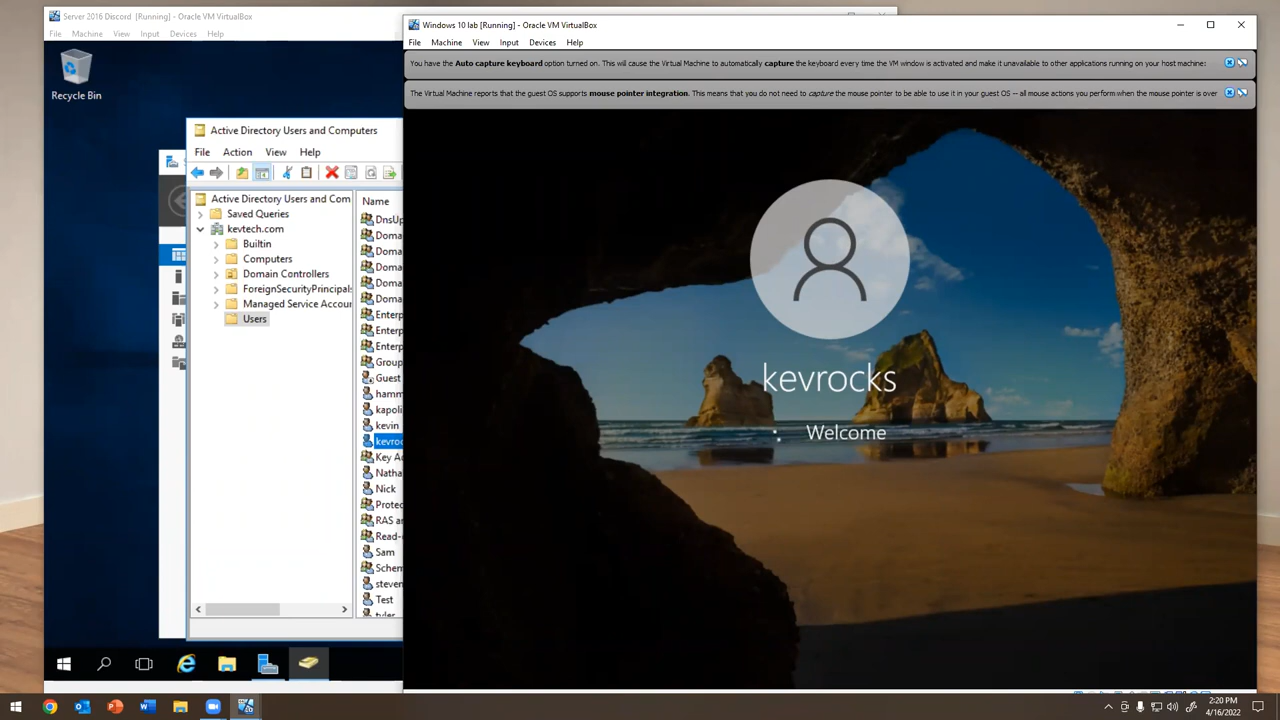 Server 2016 Discord [Running] - Oracle VM VirtualBox
File Machine View Input Devices Help
Recycle Bin
Active Directory Users and Computers
File Action View Help
Active Directory Users and Com
Saved Queries
kevtech.com
Builtin
Computers
Domain Controllers
ForeignSecurityPrincipals
Managed Service Accour
Users
Name
DnsUp
Doma
Doma
Doma
Doma
Doma
Enterp
Enterp
Enterp
Group
Guest
hamm
kapoli
kevin
kevroc
Key Ac
Natha
Nick
Protec
RAS ar
Read-
Sam
Schem
steven
Test
tyles
Windows 10 lab [Running] - Oracle VM VirtualBox
File Machine View Input Devices Help
You have the Auto capture keyboard option turned on. This will cause the Virtual Machine to automatically capture the keyboard every time the VM window is activated and make it unavailable to other applications running on your host machine:
The Virtual Machine reports that the guest OS supports mouse pointer integration. This means that you do not need to capture the mouse pointer to be able to use it in your guest OS -- all mouse actions you perform when the mouse pointer is over
kevrocks
Welcome
2:20 PM
4/16/2022